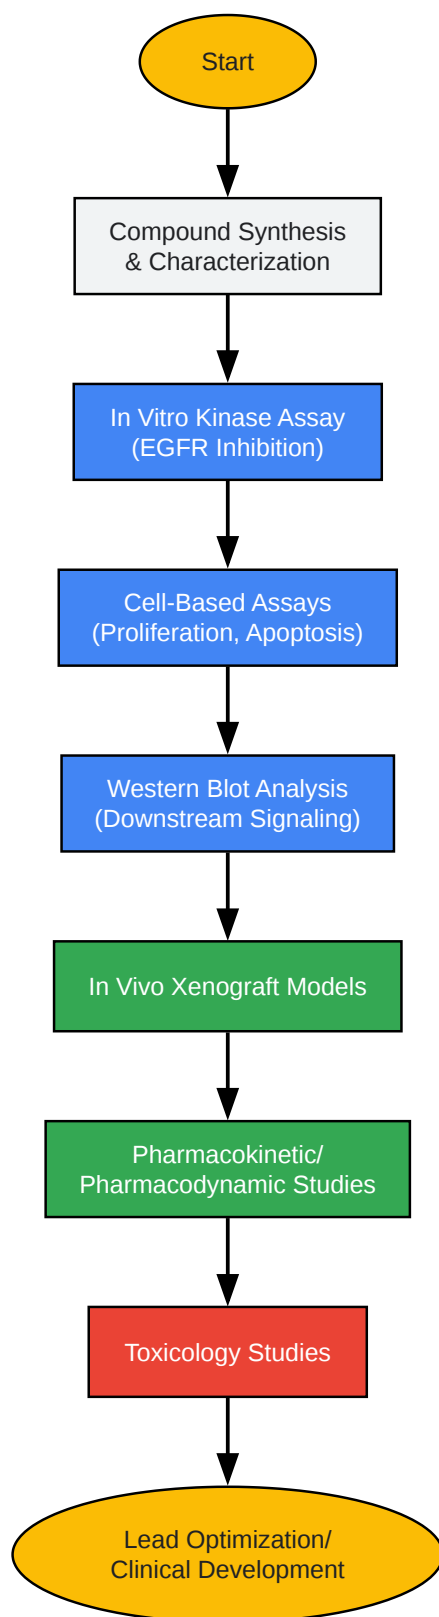 Start
Compound Synthesis
& Characterization
In Vitro Kinase Assay
(EGFR Inhibition)
Cell-Based Assays
(Proliferation, Apoptosis)
Western Blot Analysis
(Downstream Signaling)
In Vivo Xenograft Models
Pharmacokinetic/
Pharmacodynamic Studies
Toxicology Studies
Lead Optimization/
Clinical Development